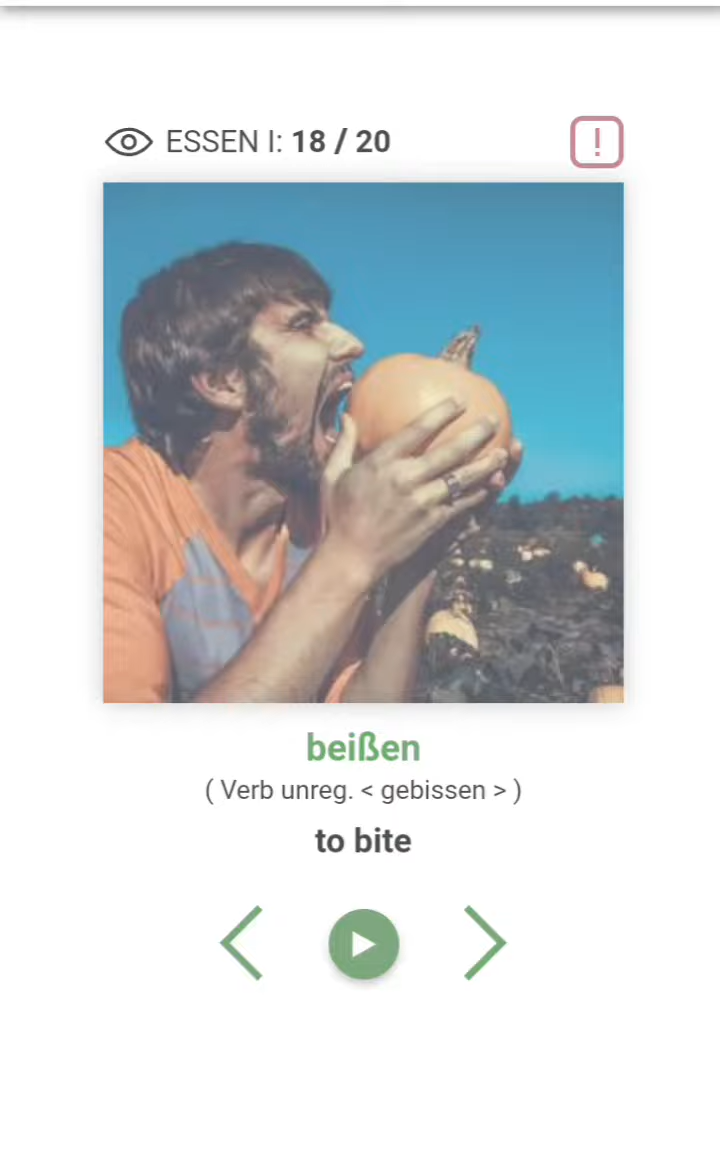 ESSEN I: 18 / 20
!
beißen
( Verb unreg. < gebissen > )
to bite